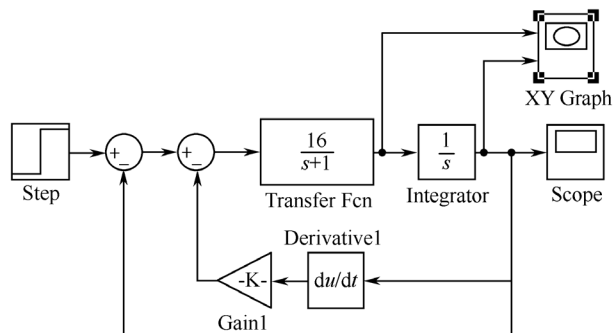 XY Graph
+
−
+
−
16
s+1
1
s
Step
Transfer Fcn
Integrator
Scope
Derivative1
-K-
du/dt
Gain1